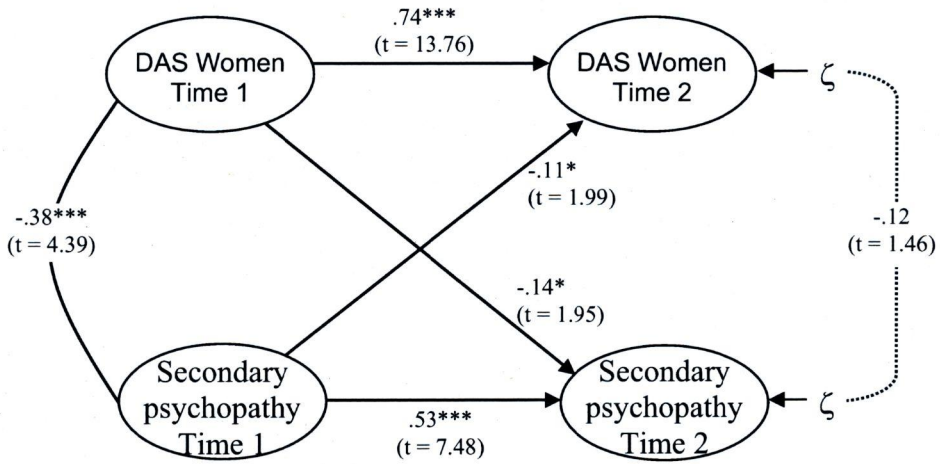 .74***
(t = 13.76)
DAS Women
Time 1
DAS Women
Time 2
ζ
-.11*
(t = 1.99)
-.38***
(t = 4.39)
-.12
(t = 1.46)
-.14*
(t = 1.95)
Secondary
psychopathy
Time 1
Secondary
psychopathy
Time 2
ζ
.53***
(t = 7.48)